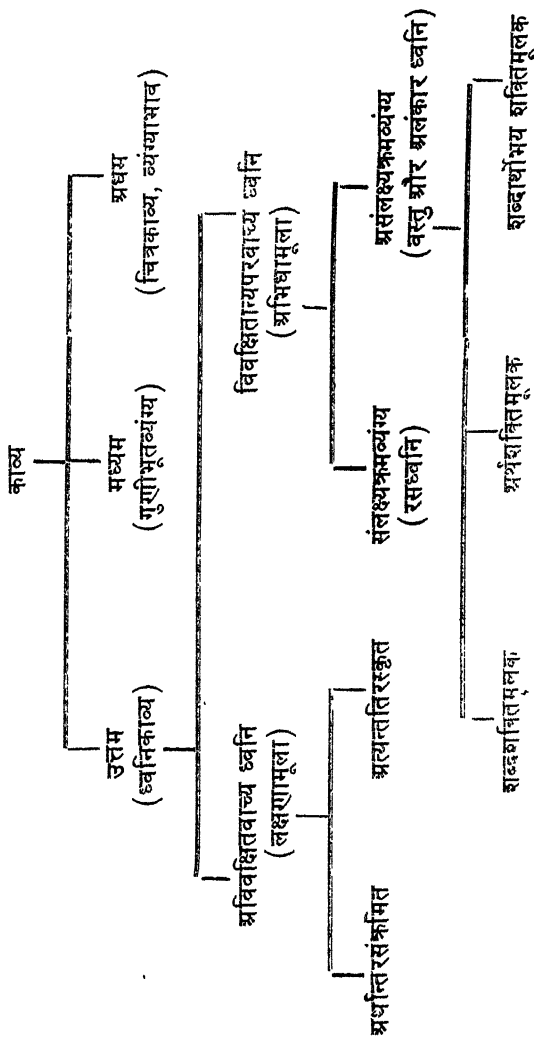 काव्य
उत्तम
(ध्वनिकाव्य)
मध्यम
(गुणीभूतव्यंग्य)
अधम
(चित्रकाव्य, व्यंग्याभाव)
अविवक्षितवाच्य ध्वनि
(लक्षणामूला)
विवक्षितान्यपरवाच्य ध्वनि
(अभिधामूला)
अर्थान्तरसंक्रमित
अत्यन्ततिरस्कृत
संलक्ष्यक्रमव्यंग्य
(रसध्वनि)
असंलक्ष्यक्रमव्यंग्य
(वस्तु और अलंकार ध्वनि)
शब्दशक्तिमूलक
अर्थशक्तिमूलक
शब्दार्थोभय शक्तिमूलक